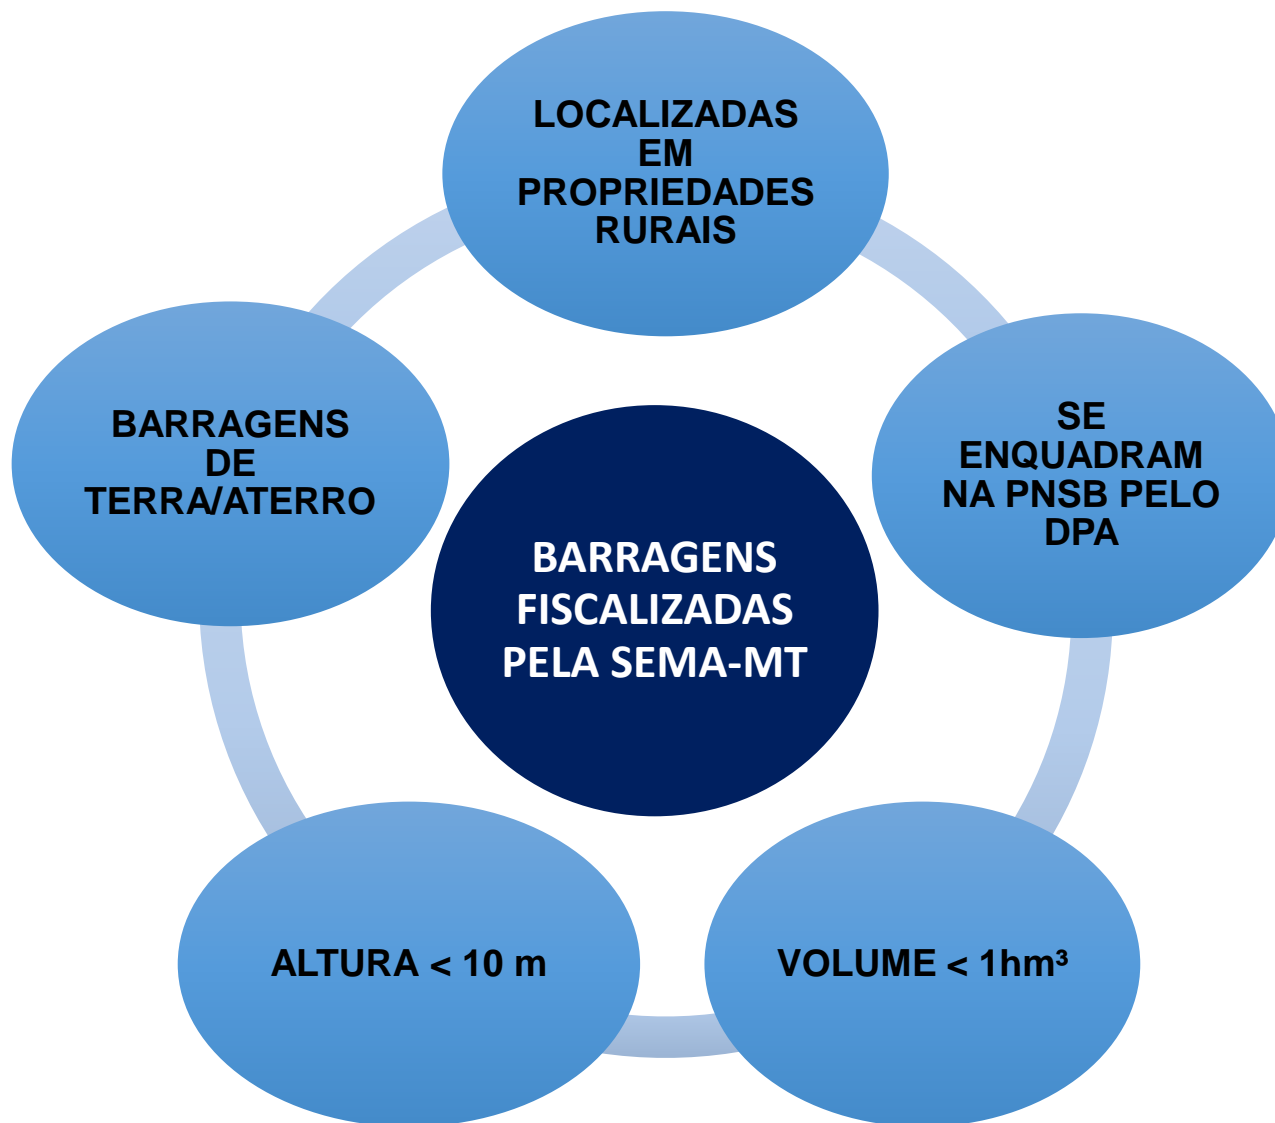 LOCALIZADAS
EM
PROPRIEDADES
RURAIS
SE
ENQUADRAM
NA PNSB PELO
DPA
VOLUME < 1hm³
ALTURA < 10 m
BARRAGENS
DE
TERRA/ATERRO
BARRAGENS
FISCALIZADAS
PELA SEMA-MT